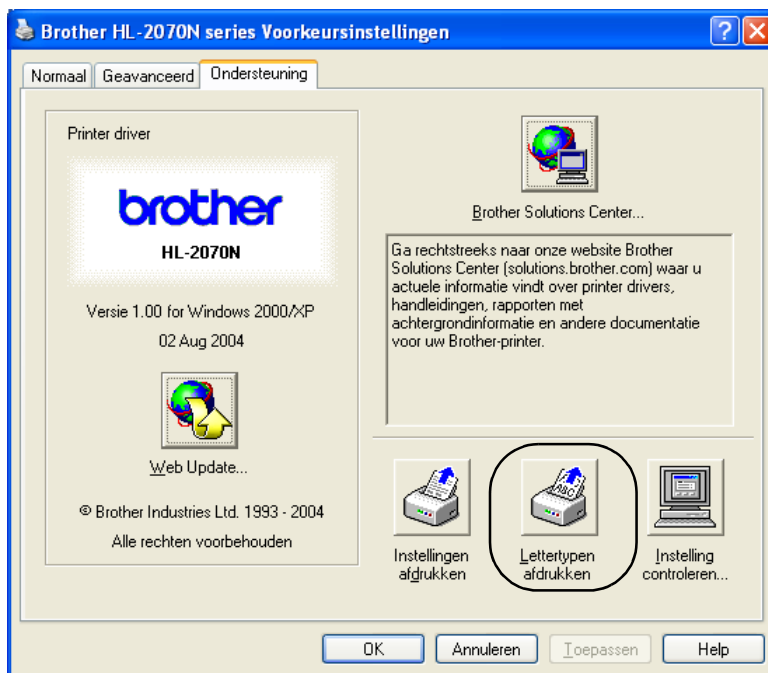 Brother HL-2070N series Voorkeursinstellingen
Normaal
Geavanceerd
Ondersteuning
Printer driver
brother
HL-2070N
Versie 1.00 for Windows 2000/XP
02 Aug 2004
Web Update...
© Brother Industries Ltd. 1993 - 2004
Alle rechten voorbehouden
Brother Solutions Center...
Ga rechtstreeks naar onze website Brother
Solutions Center (solutions.brother.com) waar u
actuele informatie vindt over printer drivers,
handleidingen, rapporten met
achtergrondinformatie en andere documentatie
voor uw Brother-printer.
Instellingen
afdrukken
ABC
Lettertypen
afdrukken
Instelling
controleren...
OK
Annuleren
Toepassen
Help